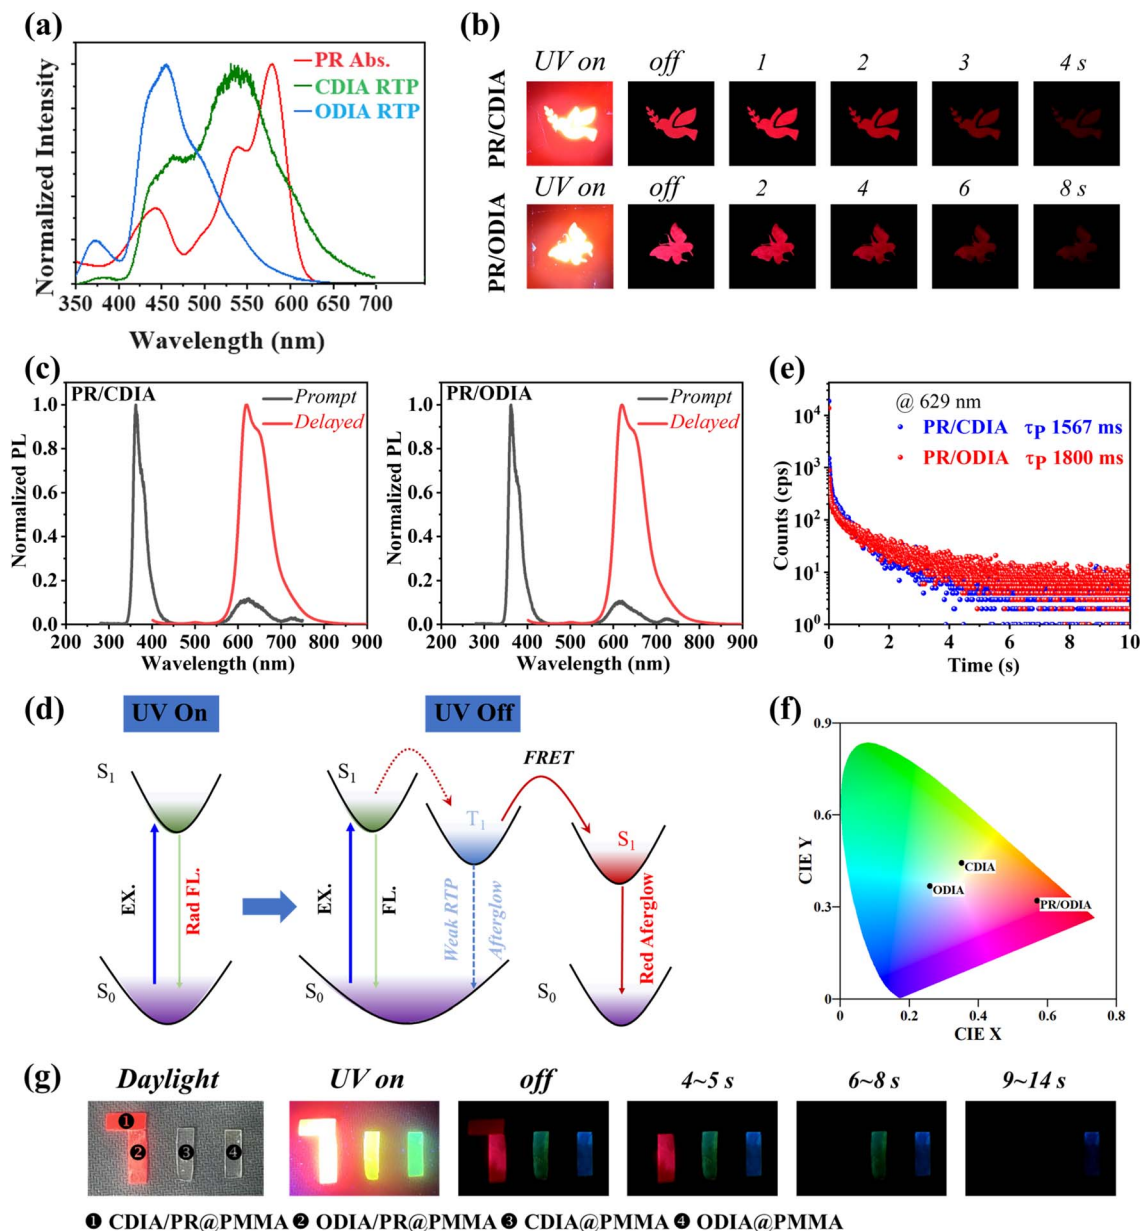 (a)
PR Abs.
CDIA RTP
ODIA RTP
Normalized Intensity
350 400 450 500 550 600 650 700
Wavelength (nm)
(b)
UV on off 1 2 3 4 s
PR/CDIA
UV on off 2 4 6 8 s
PR/ODIA
(c)
PR/CDIA
Prompt
Delayed
Normalized PL
1.0
0.8
0.6
0.4
0.2
0.0
200 300 400 500 600 700 800 900
Wavelength (nm)
PR/ODIA
Prompt
Delayed
Normalized PL
1.0
0.8
0.6
0.4
0.2
0.0
200 300 400 500 600 700 800 900
Wavelength (nm)
(e)
@ 629 nm
PR/CDIA τP 1567 ms
PR/ODIA τP 1800 ms
Counts (cps)
10⁴
10³
10²
10¹
10⁰
0 2 4 6 8 10
Time (s)
(d)
UV On
UV Off
S1
EX.
Rad FL.
S0
S1
EX.
FL.
S0
T1
Weak RTP
Afterglow
FRET
S1
Red Aferglow
S0
(f)
0.9
0.6
0.3
0
CIE Y
CDIA
ODIA
PR/ODIA
0 0.2 0.4 0.6 0.8
CIE X
(g)
Daylight UV on off 4~5 s 6~8 s 9~14 s
❶
❷ ❸ ❹
❶ CDIA/PR@PMMA ❷ ODIA/PR@PMMA ❸ CDIA@PMMA ❹ ODIA@PMMA